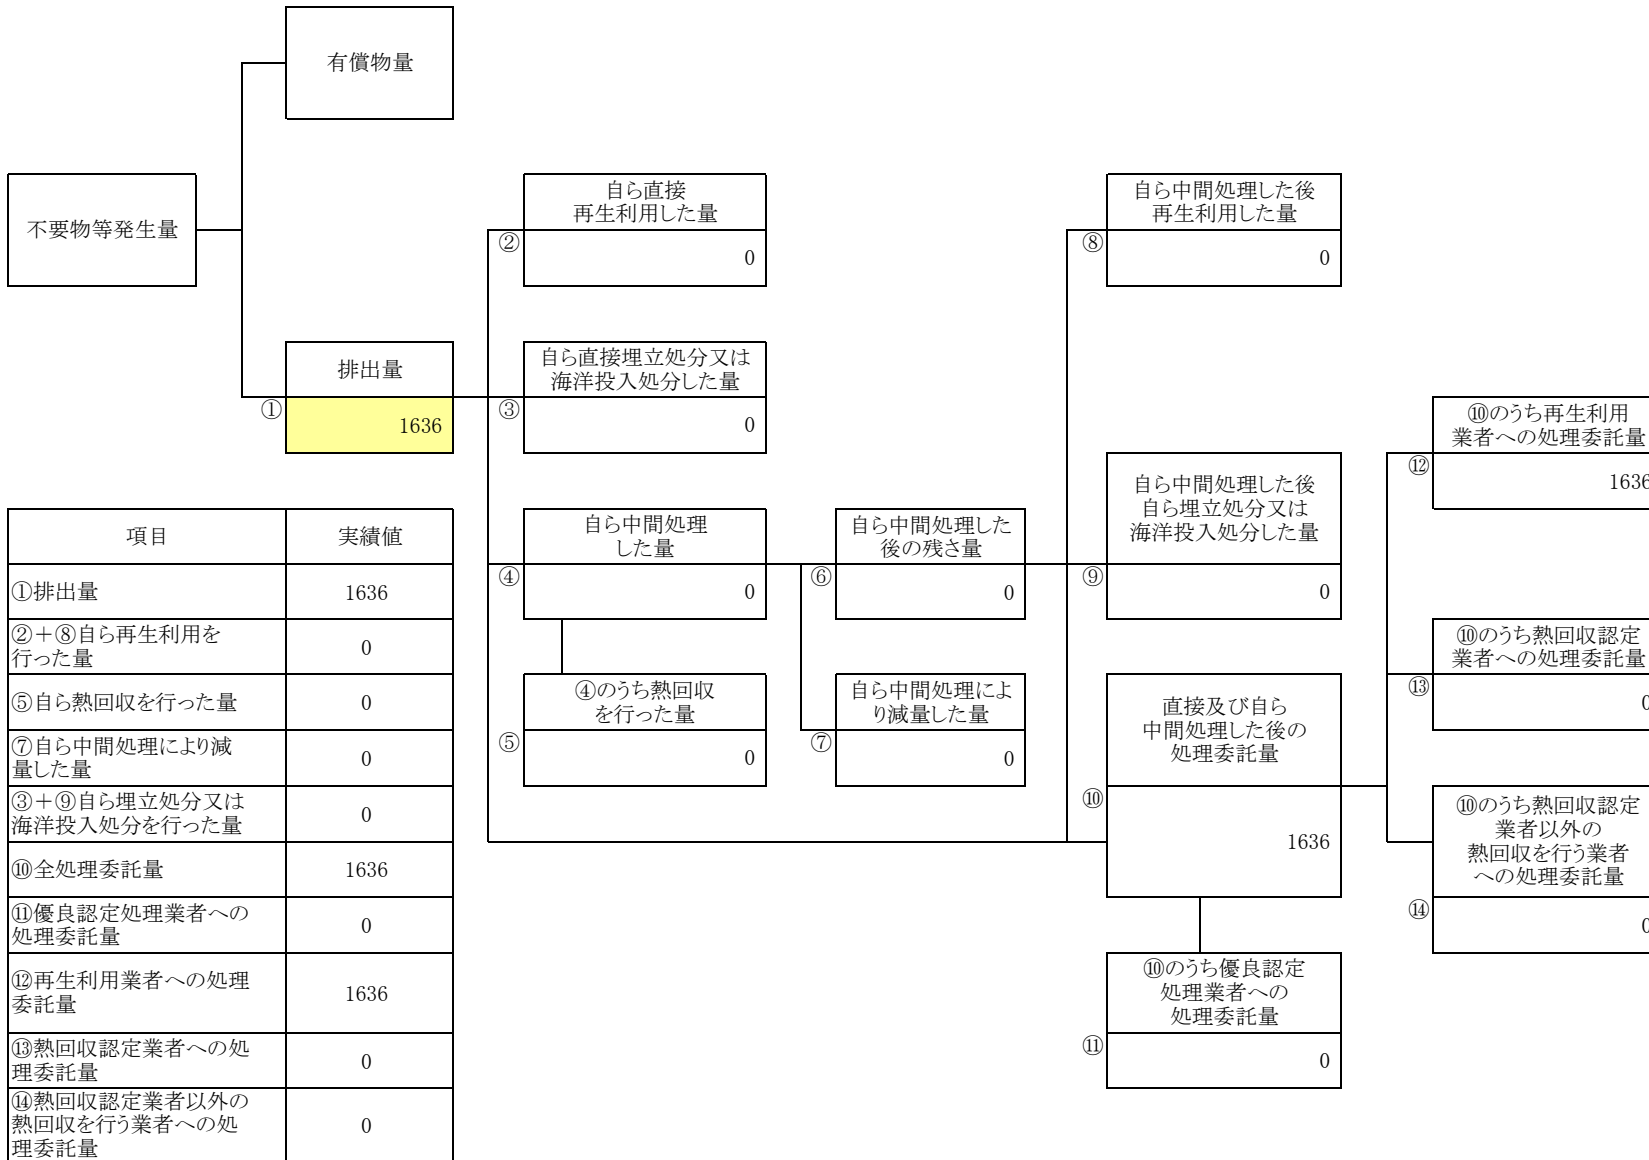 有償物量
不要物等発生量
自ら直接
再生利用した量
②
0
自ら中間処理した後
再生利用した量
⑧
0
排出量
①
1636
自ら直接埋立処分又は
海洋投入処分した量
③
0
⑩のうち再生利用
業者への処理委託量
⑫
1636
自ら中間処理した後
自ら埋立処分又は
海洋投入処分した量
⑨
0
自ら中間処理
した量
④
0
自ら中間処理した
後の残さ量
⑥
0
⑩のうち熱回収認定
業者への処理委託量
⑬
0
④のうち熱回収
を行った量
⑤
0
自ら中間処理によ
り減量した量
⑦
0
直接及び自ら
中間処理した後の
処理委託量
⑩
1636
⑩のうち熱回収認定
業者以外の
熱回収を行う業者
への処理委託量
⑭
0
⑩のうち優良認定
処理業者への
処理委託量
⑪
0
項目 実績値
①排出量 1636
②+⑧自ら再生利用を
行った量 0
⑤自ら熱回収を行った量 0
⑦自ら中間処理により減
量した量 0
③+⑨自ら埋立処分又は
海洋投入処分を行った量 0
⑩全処理委託量 1636
⑪優良認定処理業者への
処理委託量 0
⑫再生利用業者への処理
委託量 1636
⑬熱回収認定業者への処
理委託量 0
⑭熱回収認定業者以外の
熱回収を行う業者への処
理委託量 0